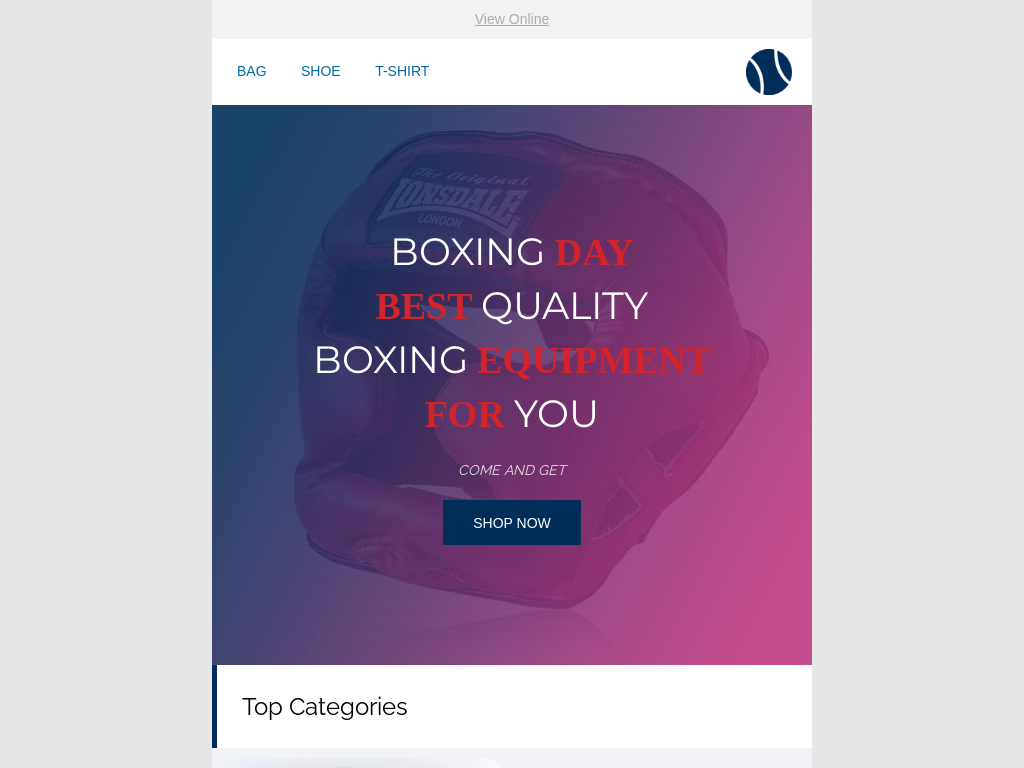 View Online
BAG SHOE T-SHIRT
The Original
LONSDALE
LONDON
BOXING DAY
BEST QUALITY
BOXING EQUIPMENT
FOR YOU
COME AND GET
SHOP NOW
Top Categories